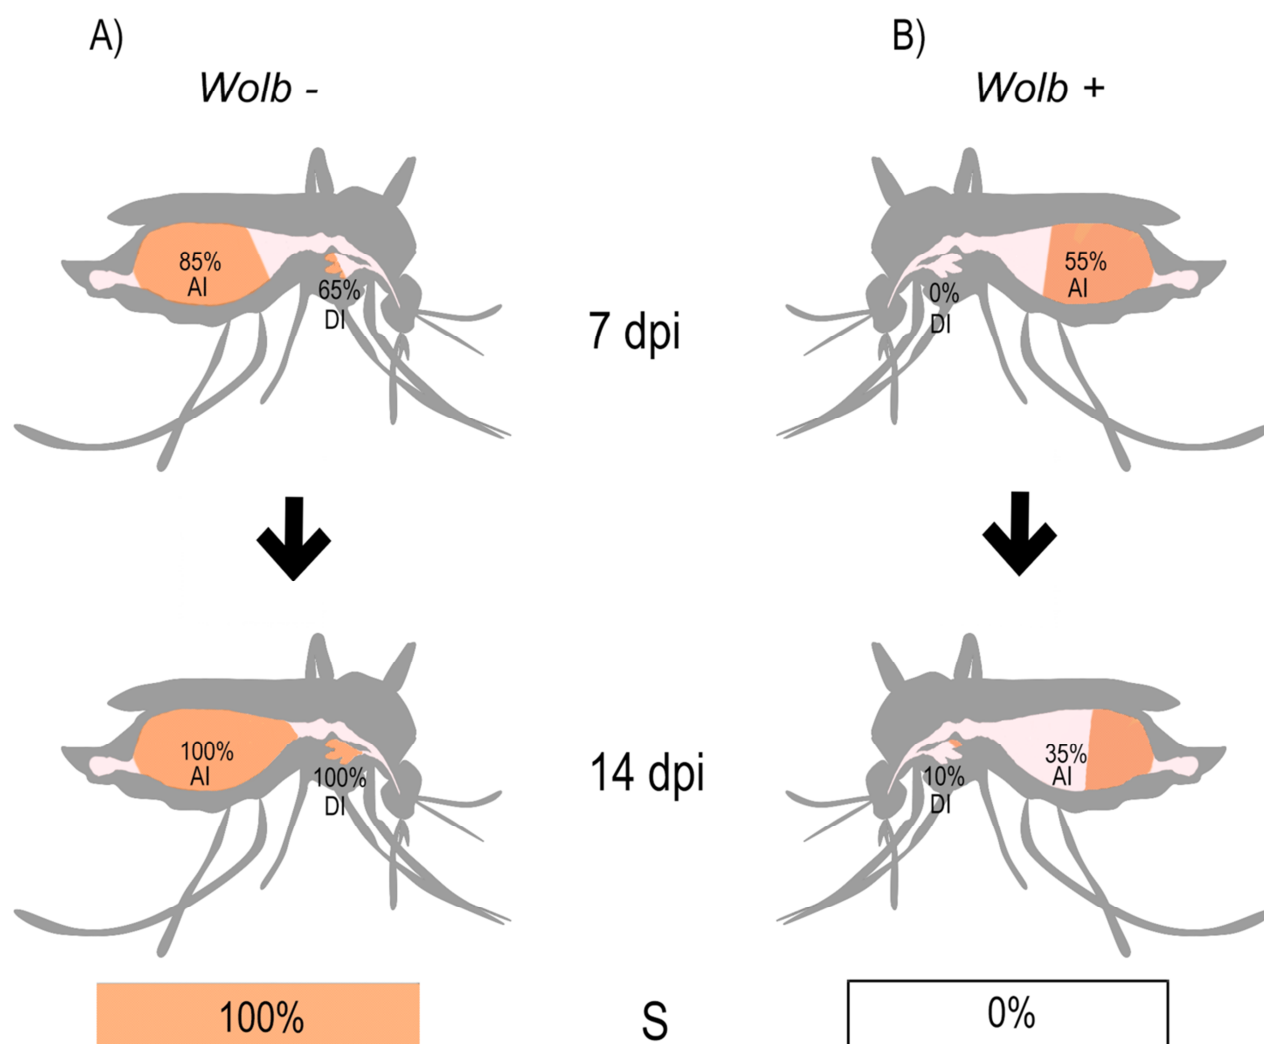 A)
B)
Wolb -
Wolb +
85%
AI
65%
DI
7 dpi
0%
DI
55%
AI
100%
AI
100%
DI
14 dpi
10%
DI
35%
AI
100%
S
0%